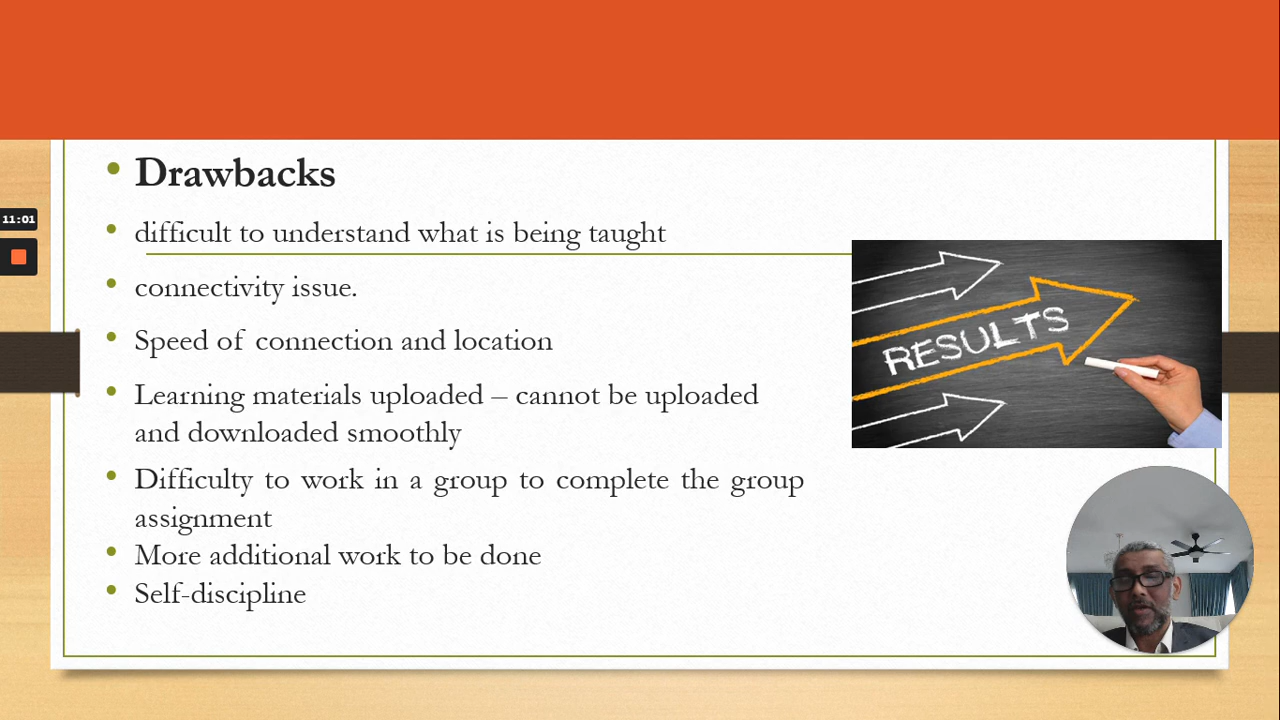 Drawbacks
difficult to understand what is being taught
connectivity issue.
Speed of connection and location
Learning materials uploaded – cannot be uploaded
and downloaded smoothly
Difficulty to work in a group to complete the group
assignment
More additional work to be done
Self-discipline
11:01
RESULTS